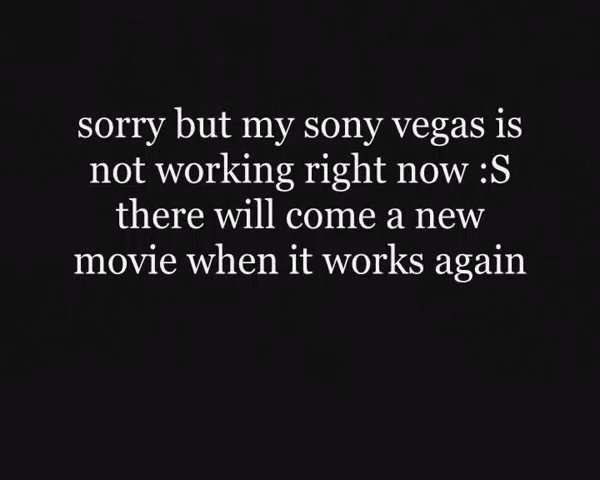 sorry but my sony vegas is
not working right now :S
there will come a new
movie when it works again